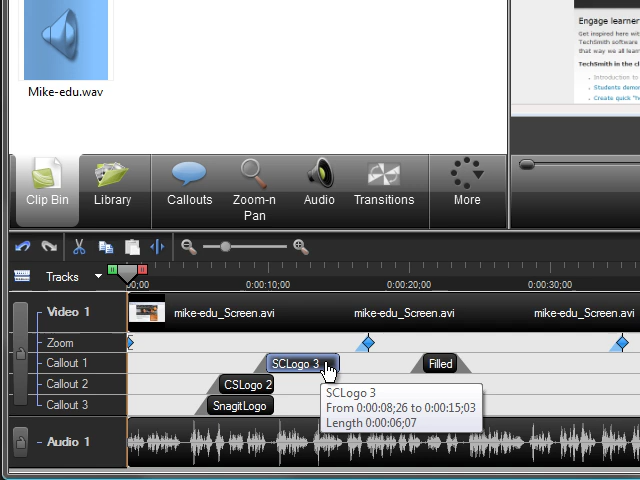 Engage learner
Get inspired here with
TechSmith software
that way we all learn
TechSmith in the cl
Introduction to
Students demon
Create quick "h
Mike-edu.wav
Clip Bin
Library
Callouts
Zoom-n
Pan
Audio
Transitions
More
Tracks
00;00
0:00:10;00
0:00:20;00
0:00:30;00
Video 1
mike-edu_Screen.avi
mike-edu_Screen.avi
mike-edu_Screen.avi
Zoom
Callout 1
SCLogo 3
Filled
Callout 2
CSLogo 2
Callout 3
SnagitLogo
SCLogo 3
From 0:00:08;26 to 0:00:15;03
Length 0:00:06;07
Audio 1